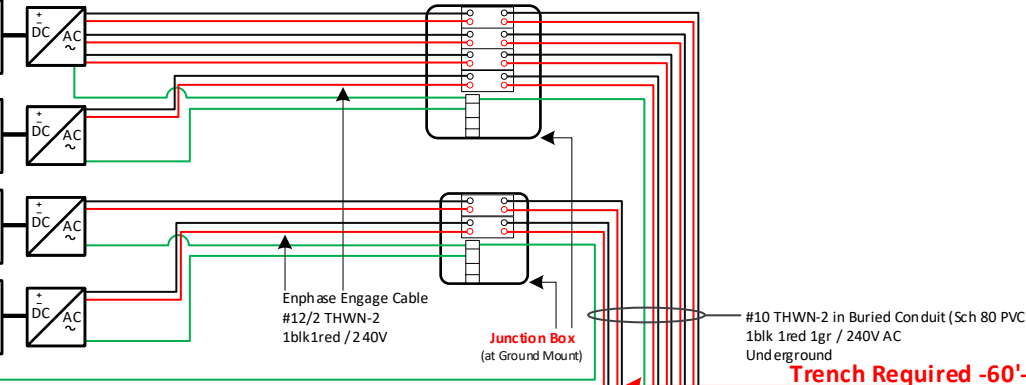 +
–
DC
AC
~
+
–
DC
AC
~
+
–
DC
AC
~
+
–
DC
AC
~
Enphase Engage Cable
#12/2 THWN-2
1blk1red /240V
Junction Box
(at Ground Mount)
#10 THWN-2 in Buried Conduit (Sch 80 PVC
1blk 1red 1gr / 240V AC
Underground
Trench Required -60'-